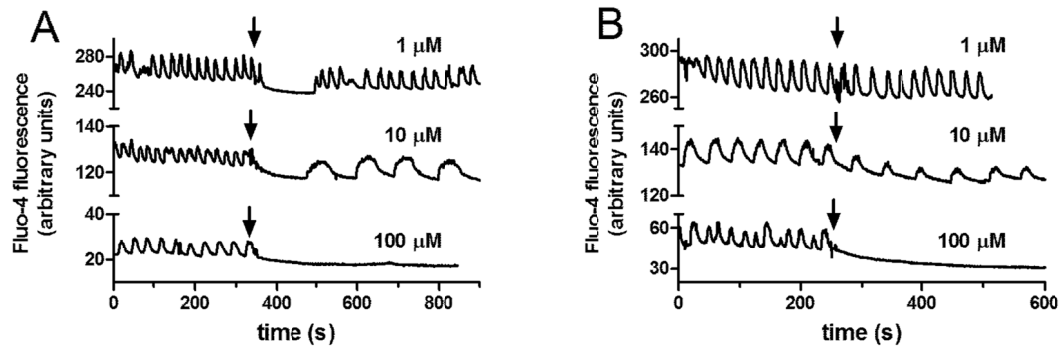 A
Fluo-4 fluorescence
(arbitrary units)
1 µM
280
240
10 µM
140
120
100 µM
40
20
0 200 400 600 800
time (s)
B
Fluo-4 fluorescence
(arbitrary units)
1 µM
300
260
10 µM
140
120
100 µM
60
30
0 200 400 600
time (s)